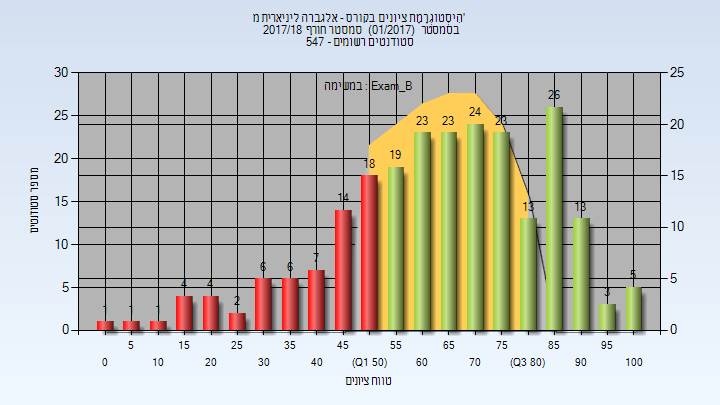 היסטוגרמת ציונים בקורס - אלגברה ליניארית מ'
בסמסטר (01/2017) סמסטר חורף 2017/18
סטודנטים רשומים - 547
במשימה : Exam_B
מספר סטודנטים
30 25 20 15 10 5 0
25 20 15 10 5 0
1 1 1 4 4 2 6 6 7 14 18 19 23 23 24 23 13 26 13 3 5
5 15 25 35 45 55 65 75 85 95
0 10 20 30 40 (Q1 50) 60 70 (Q3 80) 90 100
טווח ציונים